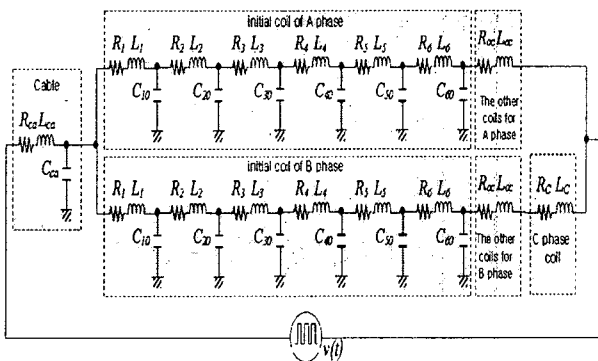 initial coil of A phase
R1 L1 R2 L2 R3 L3 R4 L4 R5 L5 R6 L6 Roc Loc
C10 C20 C30 C40 C50 C60
The other
coils for
A phase
Cable
Rca Lca
Cca
initial coil of B phase
R1 L1 R2 L2 R3 L3 R4 L4 R5 L5 R6 L6 Roc Loc RC LC
C10 C20 C30 C40 C50 C60
The other
coils for
B phase
C phase
coil
v(t)